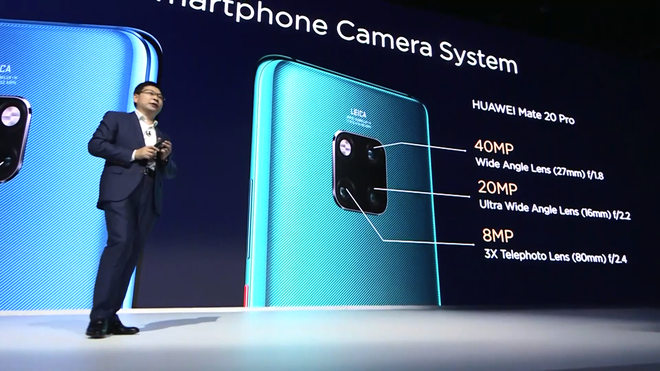 martphone Camera System
HUAWEI Mate 20 Pro
LEICA
40MP
Wide Angle Lens (27mm) f/1.8
20MP
Ultra Wide Angle Lens (16mm) f/2.2
8MP
3X Telephoto Lens (80mm) f/2.4